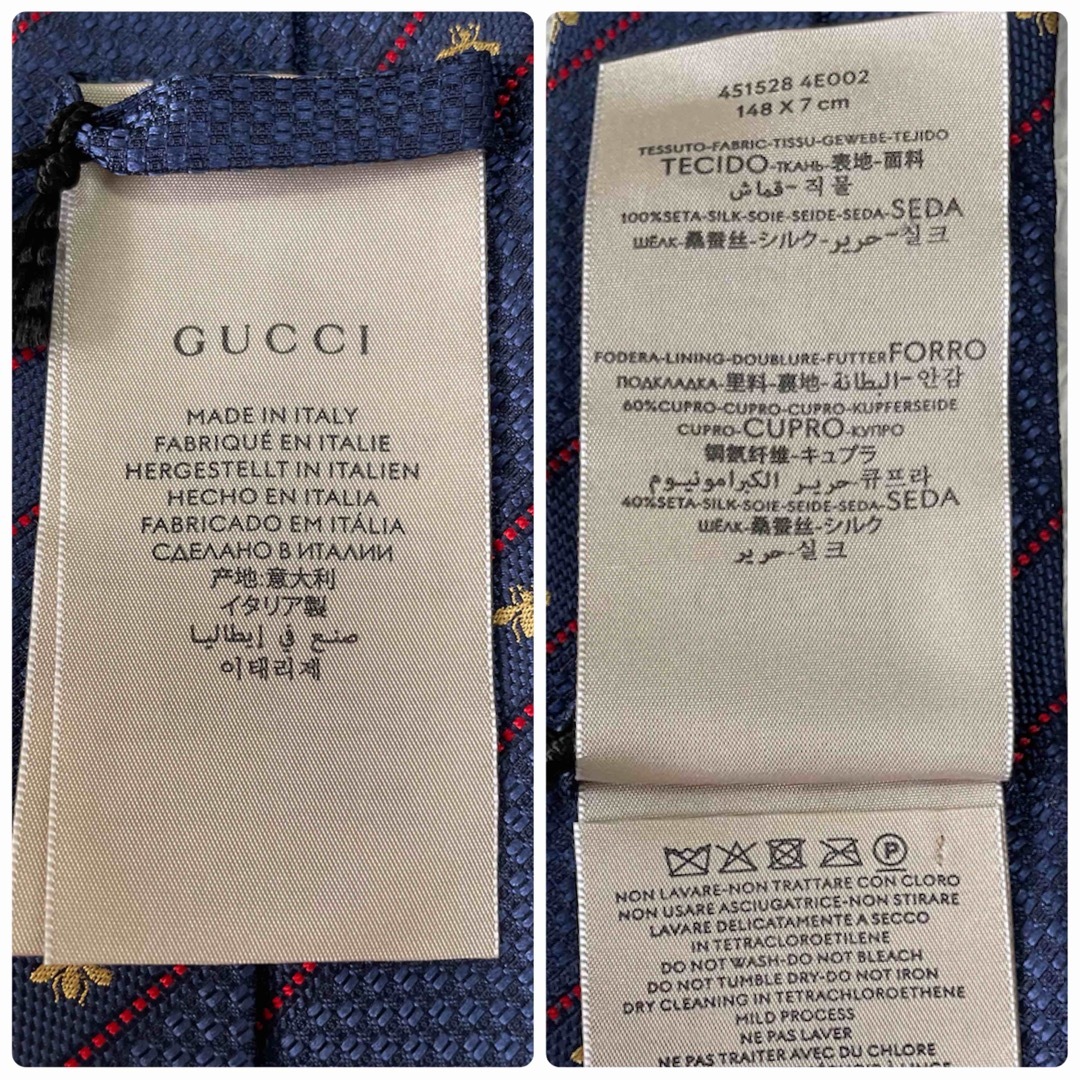 GUCCI
MADE IN ITALY
FABRIQUÉ EN ITALIE
HERGESTELLT IN ITALIEN
HECHO EN ITALIA
FABRICADO EM ITÁLIA
СДЕЛАНО В ИТАЛИИ
产地:意大利
イタリア製
صنع في إيطاليا
이태리제
451528 4E002
148 X 7 cm
TESSUTO-FABRIC-TISSU-GEWEBE-TEJIDO
TECIDO-ТКАНЬ-表地-面料
قماش-직물
100%SETA-SILK-SOIE-SEIDE-SEDA-SEDA
ШЁЛК-桑蚕丝-シルク-حرير-실크
FODERA-LINING-DOUBLURE-FUTTER FORRO
ПОДКЛАДКА-里料-裏地-البطانة-안감
60%CUPRO-CUPRO-CUPRO-KUPFERSEIDE
CUPRO-CUPRO-КУПРО
铜氨纤维-キュプラ
حرير الكرامونيوم-큐프라
40%SETA-SILK-SOIE-SEIDE-SEDA-SEDA
ШЁЛК-桑蚕丝-シルク
حرير-실크
P
NON LAVARE-NON TRATTARE CON CLORO
NON USARE ASCIUGATRICE-NON STIRARE
LAVARE DELICATAMENTE A SECCO
IN TETRACLOROETILENE
DO NOT WASH-DO NOT BLEACH
DO NOT TUMBLE DRY-DO NOT IRON
DRY CLEANING IN TETRACHLOROETHENE
MILD PROCESS
NE PAS LAVER
NE PAS TRAITER AVEC DU CHLORE